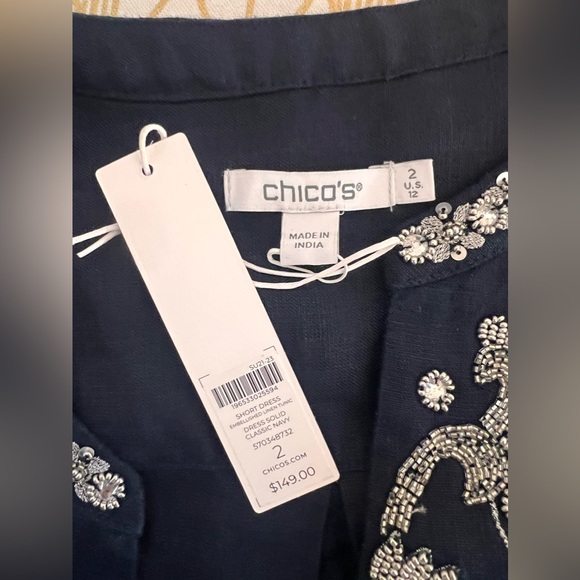 chico's®
2
U.S.
12
MADE IN
INDIA
SU21-23
196533025594
SHORT DRESS
EMBELLISHED LINEN TUNIC
DRESS SOLID
CLASSIC NAVY
570348732
2
CHICOS.COM
$149.00